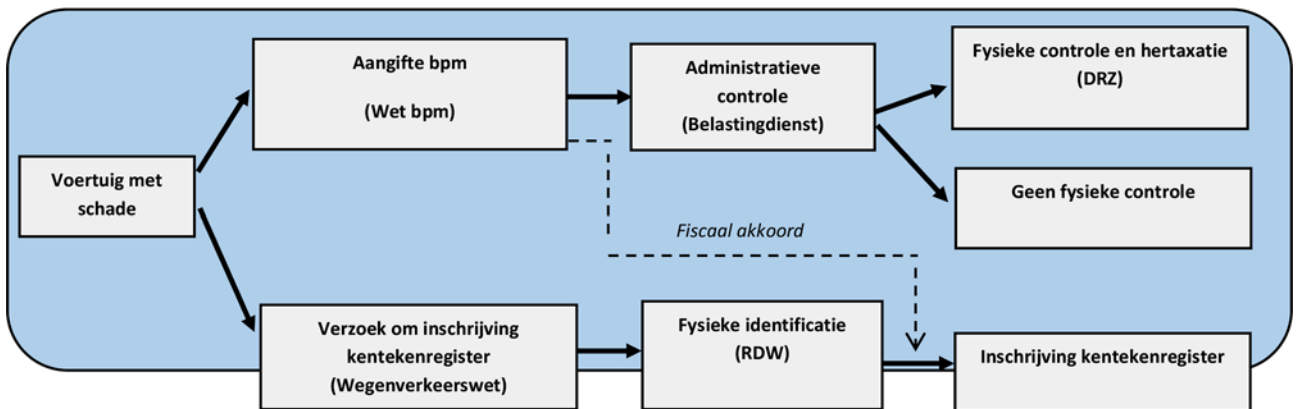 Voertuig met
schade
Aangifte bpm
(Wet bpm)
Administratieve
controle
(Belastingdienst)
Fysieke controle en hertaxatie
(DRZ)
Geen fysieke controle
Fiscaal akkoord
Verzoek om inschrijving
kentekenregister
(Wegenverkeerswet)
Fysieke identificatie
(RDW)
Inschrijving kentekenregister